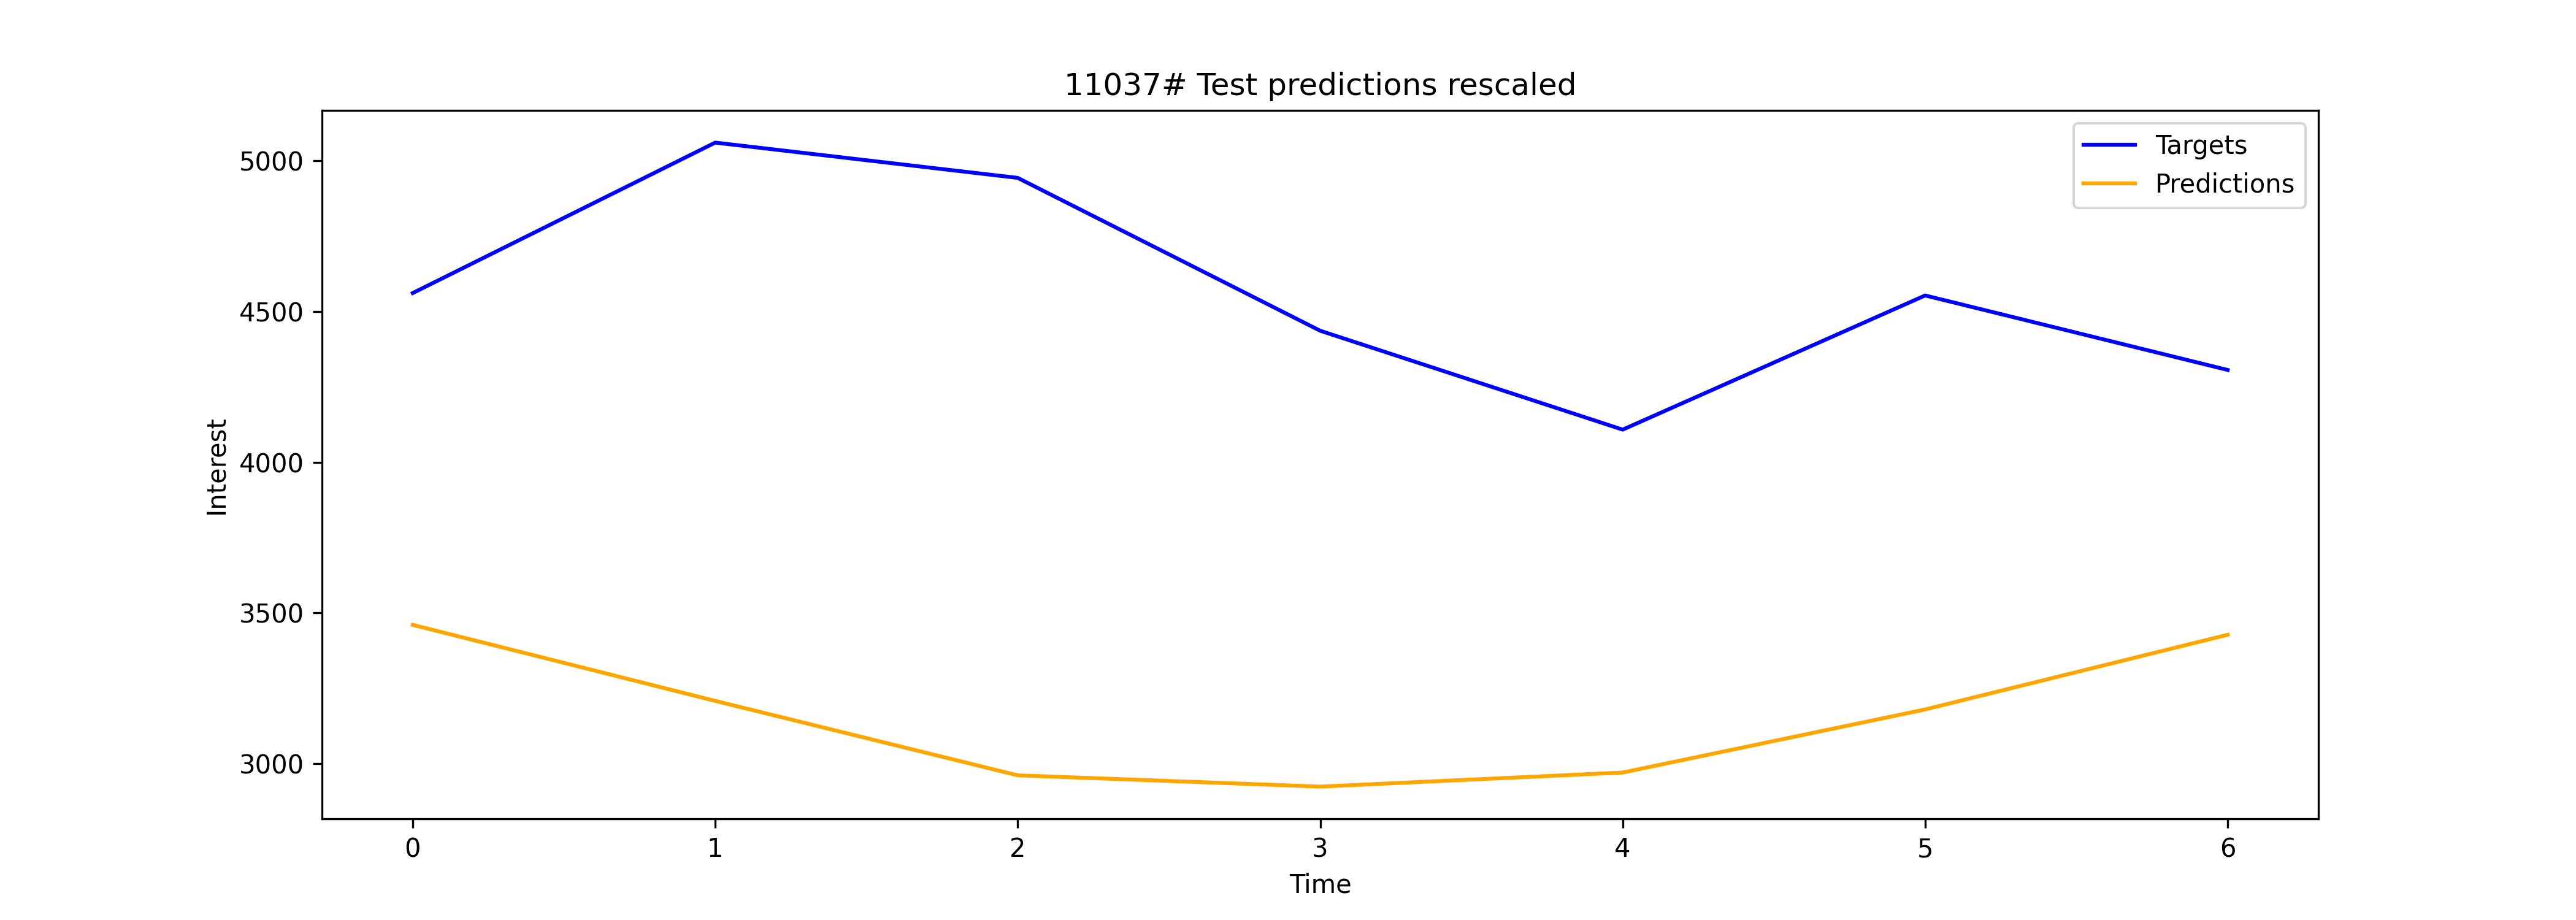 11037# Test predictions rescaled
Targets
Predictions
5000
4500
4000
3500
3000
Interest
0 1 2 3 4 5 6
Time